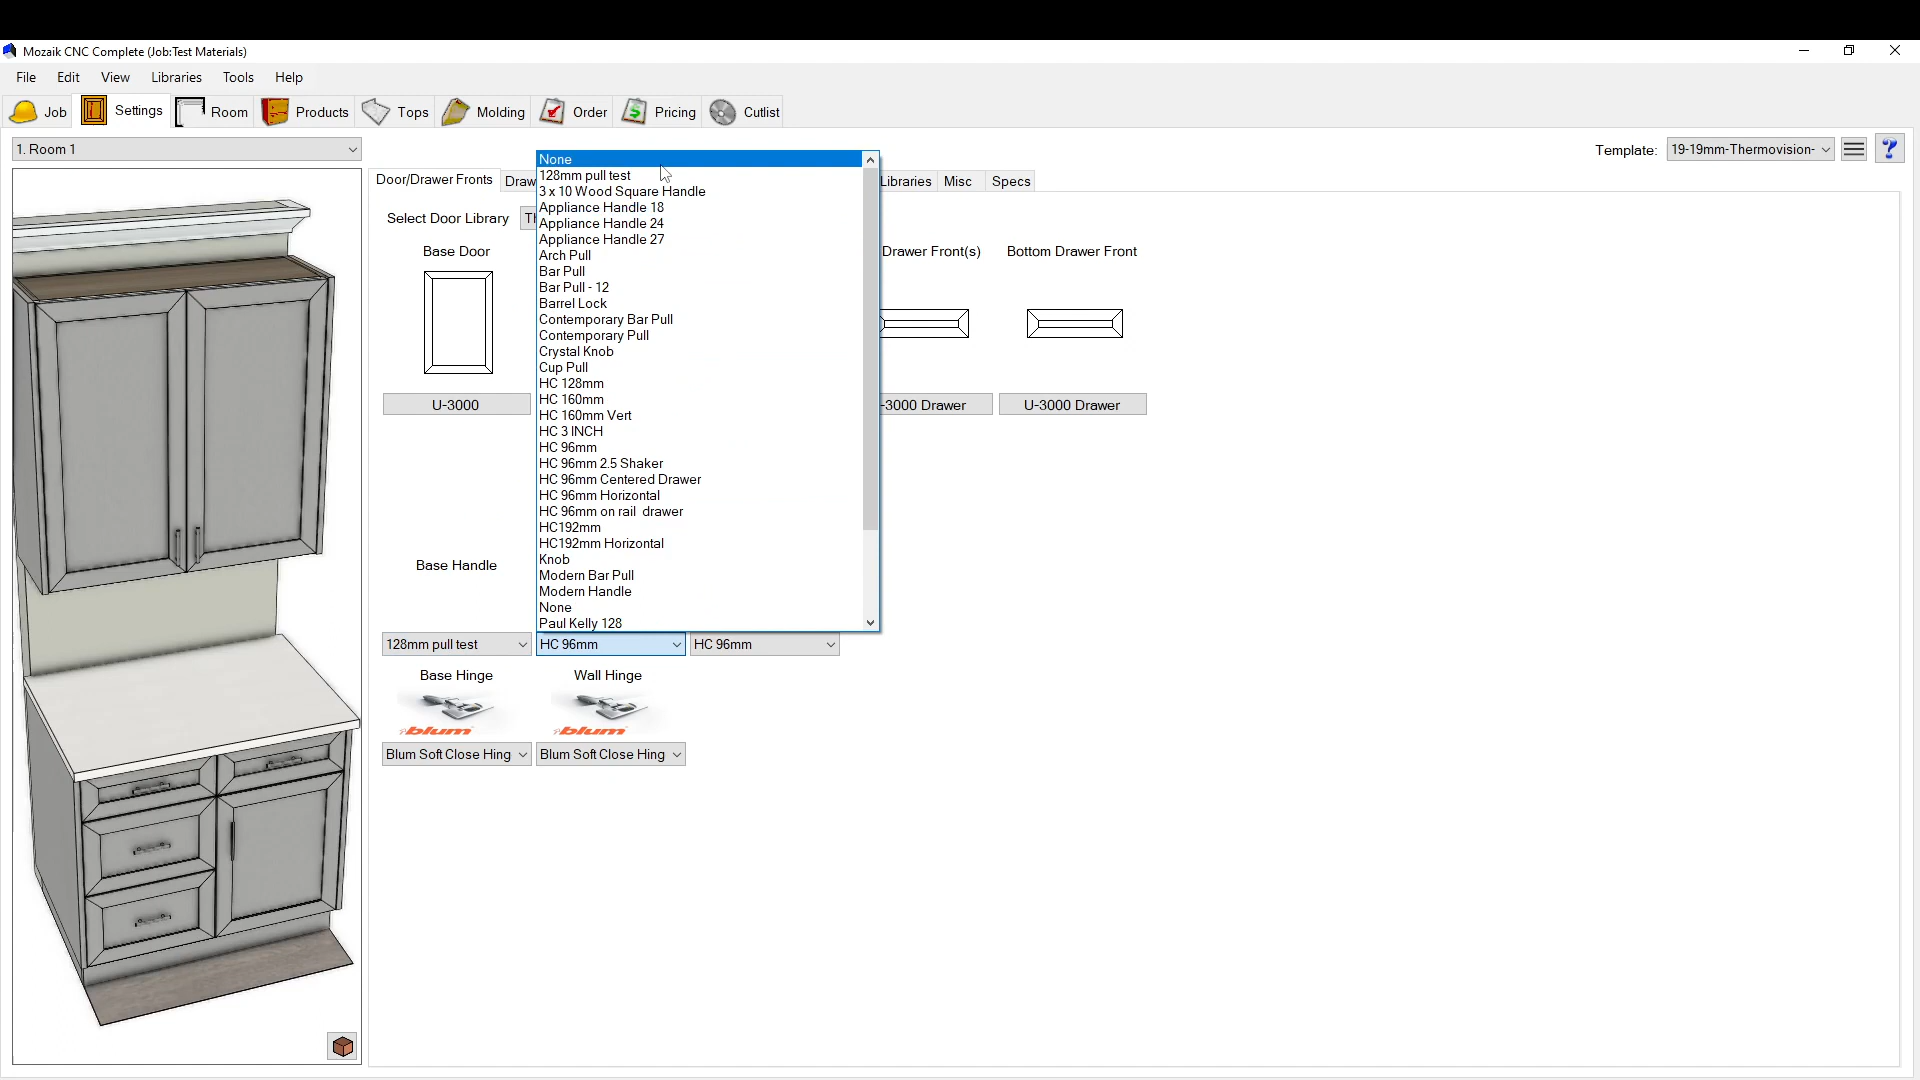 Mozaik CNC Complete (Job:Test Materials)
File Edit View Libraries Tools Help
Job Settings Room Products Tops Molding Order Pricing Cutlist
1. Room 1
Template: 19-19mm-Thermovision- ?
Door/Drawer Fronts Draw Libraries Misc Specs
Select Door Library Th
Base Door Drawer Front(s) Bottom Drawer Front
U-3000 -3000 Drawer U-3000 Drawer
None
128mm pull test
3 x 10 Wood Square Handle
Appliance Handle 18
Appliance Handle 24
Appliance Handle 27
Arch Pull
Bar Pull
Bar Pull - 12
Barrel Lock
Contemporary Bar Pull
Contemporary Pull
Crystal Knob
Cup Pull
HC 128mm
HC 160mm
HC 160mm Vert
HC 3 INCH
HC 96mm
HC 96mm 2.5 Shaker
HC 96mm Centered Drawer
HC 96mm Horizontal
HC 96mm on rail drawer
HC192mm
HC192mm Horizontal
Knob
Modern Bar Pull
Modern Handle
None
Paul Kelly 128
Base Handle
128mm pull test HC 96mm HC 96mm
Base Hinge Wall Hinge
blum blum
Blum Soft Close Hing Blum Soft Close Hing